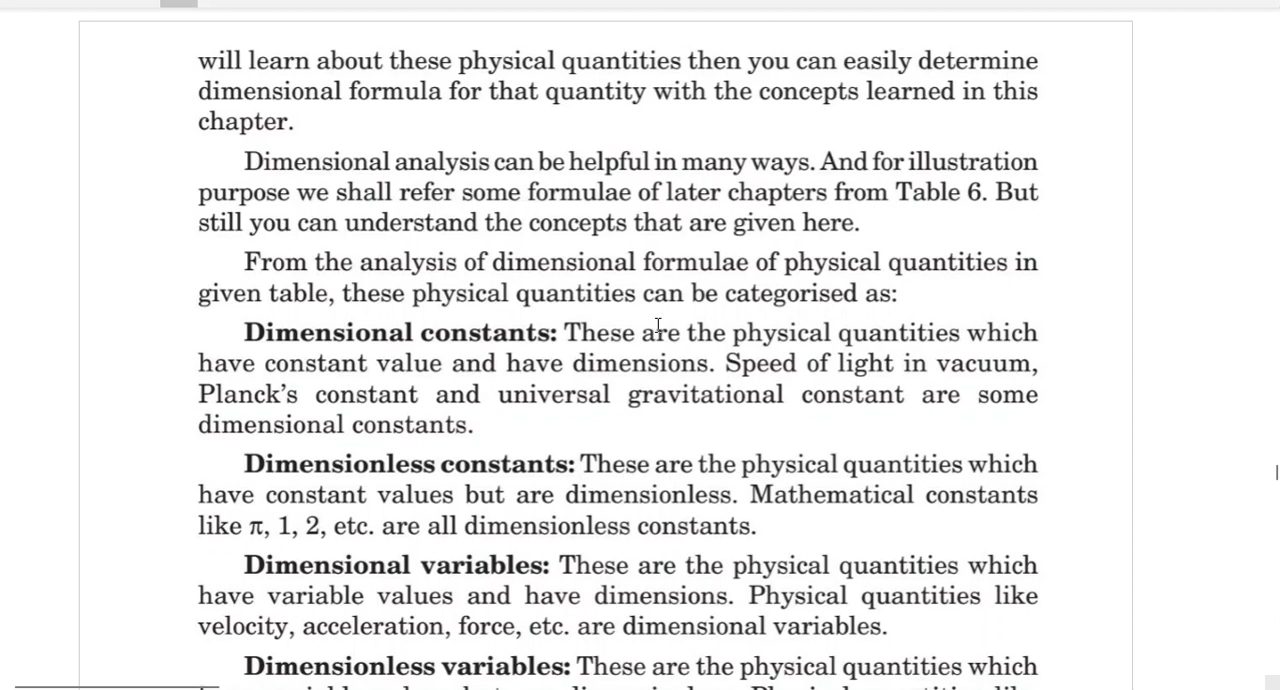 will learn about these physical quantities then you can easily determine
dimensional formula for that quantity with the concepts learned in this
chapter.
Dimensional analysis can be helpful in many ways. And for illustration
purpose we shall refer some formulae of later chapters from Table 6. But
still you can understand the concepts that are given here.
From the analysis of dimensional formulae of physical quantities in
given table, these physical quantities can be categorised as:
Dimensional constants: These are the physical quantities which
have constant value and have dimensions. Speed of light in vacuum,
Planck's constant and universal gravitational constant are some
dimensional constants.
Dimensionless constants: These are the physical quantities which
have constant values but are dimensionless. Mathematical constants
like π, 1, 2, etc. are all dimensionless constants.
Dimensional variables: These are the physical quantities which
have variable values and have dimensions. Physical quantities like
velocity, acceleration, force, etc. are dimensional variables.
Dimensionless variables: These are the physical quantities which